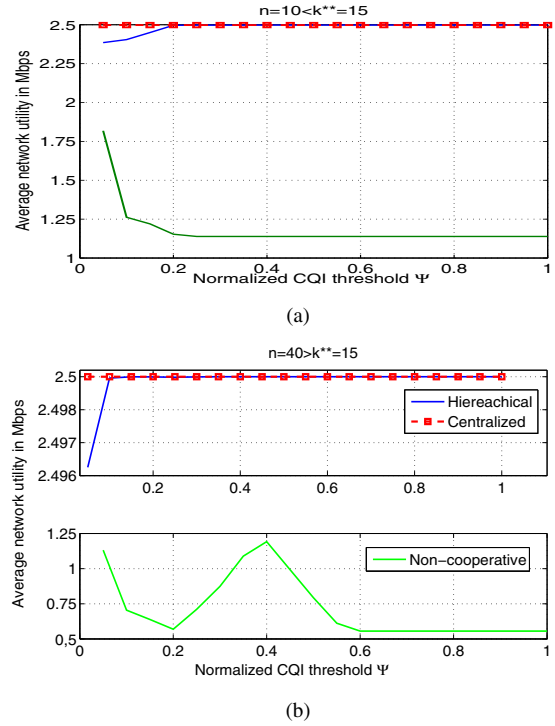 n=10<k**=15
Average network utility in Mbps
2.5
2.25
2
1.75
1.5
1.25
1
0 0.2 0.4 0.6 0.8 1
Normalized CQI threshold Ψ
(a)
n=40>k**=15
Average network utility in Mbps
2.5
2.498
2.497
2.496
0.2 0.4 0.6 0.8 1
Hiereachical
Centralized
1.25
1
0.75
0,5
0 0.2 0.4 0.6 0.8 1
Non−cooperative
Normalized CQI threshold Ψ
(b)